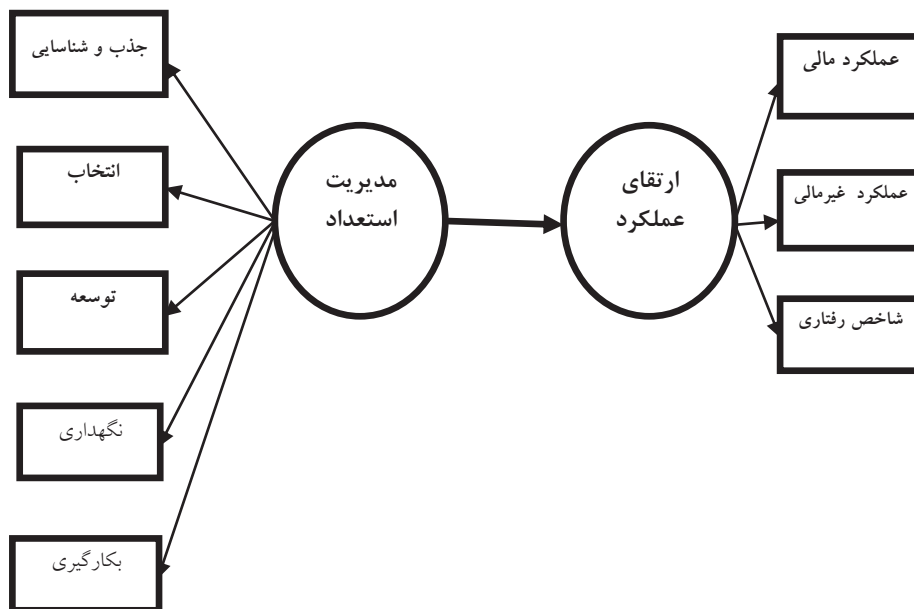 جذب و شناسایی
انتخاب
توسعه
نگهداری
بکارگیری
مدیریت
استعداد
ارتقای
عملکرد
عملکرد مالی
عملکرد غیرمالی
شاخص رفتاری